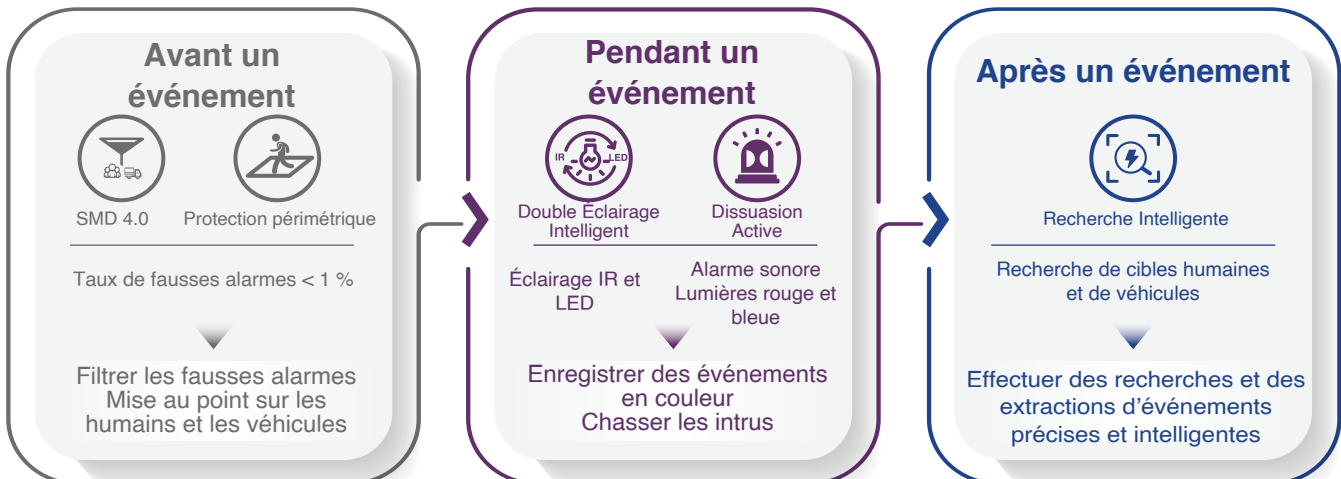 Avant un
événement
SMD 4.0
Protection périmétrique
Taux de fausses alarmes < 1 %
Filtrer les fausses alarmes
Mise au point sur les
humains et les véhicules
Pendant un
événement
IR
LED
Double Éclairage
Intelligent
Dissuasion
Active
Éclairage IR et
LED
Alarme sonore
Lumières rouge et
bleue
Enregistrer des événements
en couleur
Chasser les intrus
Après un événement
Recherche Intelligente
Recherche de cibles humaines
et de véhicules
Effectuer des recherches et des
extractions d’événements
précises et intelligentes